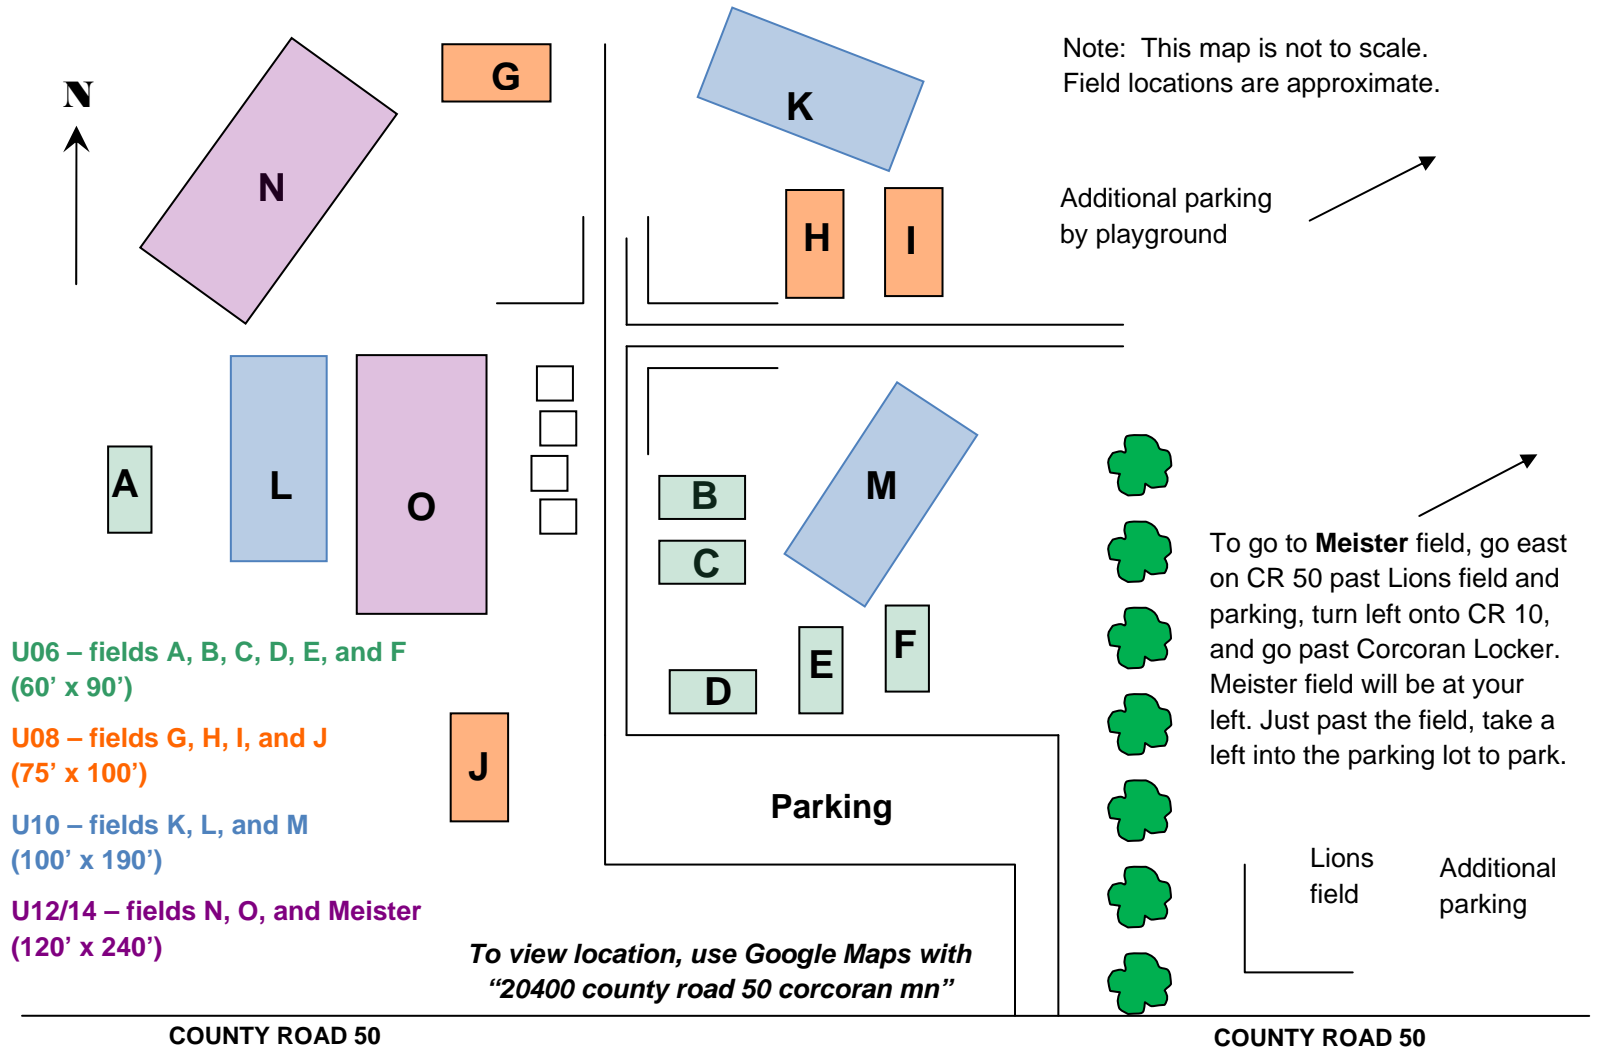 N
G
K
Note: This map is not to scale.
Field locations are approximate.
N
Additional parking
by playground
H
I
A
L
O
B
C
M
To go to Meister field, go east
on CR 50 past Lions field and
parking, turn left onto CR 10,
and go past Corcoran Locker.
Meister field will be at your
left. Just past the field, take a
left into the parking lot to park.
D
E
F
U06 – fields A, B, C, D, E, and F
(60’ x 90’)
U08 – fields G, H, I, and J
(75’ x 100’)
U10 – fields K, L, and M
(100’ x 190’)
U12/14 – fields N, O, and Meister
(120’ x 240’)
J
Parking
Lions
field
Additional
parking
To view location, use Google Maps with
“20400 county road 50 corcoran mn”
COUNTY ROAD 50
COUNTY ROAD 50